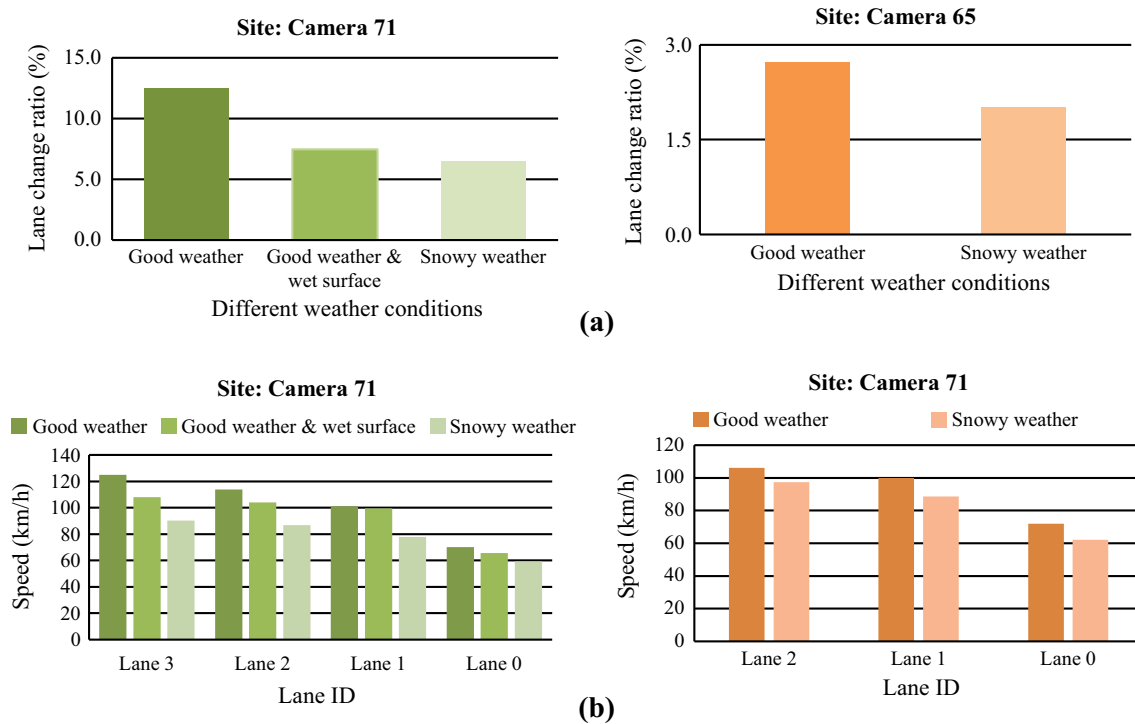 Site: Camera 71
Lane change ratio (%)
15.0
10.0
5.0
0.0
Good weather
Good weather &
wet surface
Snowy weather
Different weather conditions
Site: Camera 65
Lane change ratio (%)
3.0
1.5
0.0
Good weather
Snowy weather
Different weather conditions
(a)
Site: Camera 71
Good weather
Good weather & wet surface
Snowy weather
Speed (km/h)
140
120
100
80
60
40
20
0
Lane 3
Lane 2
Lane 1
Lane 0
Lane ID
Site: Camera 71
Good weather
Snowy weather
Speed (km/h)
120
100
80
60
40
20
0
Lane 2
Lane 1
Lane 0
Lane ID
(b)